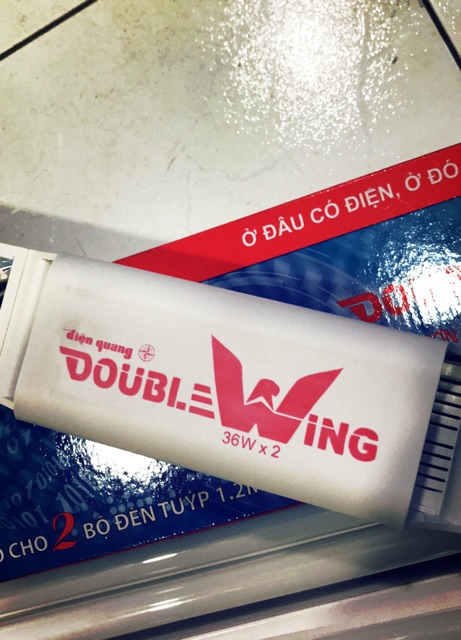 Ở ĐÂU CÓ ĐIỆN, Ở ĐÓ
điện quang
DOUBLE WING
36W x 2
CHO 2 BỘ ĐÈN TUÝP 1.2